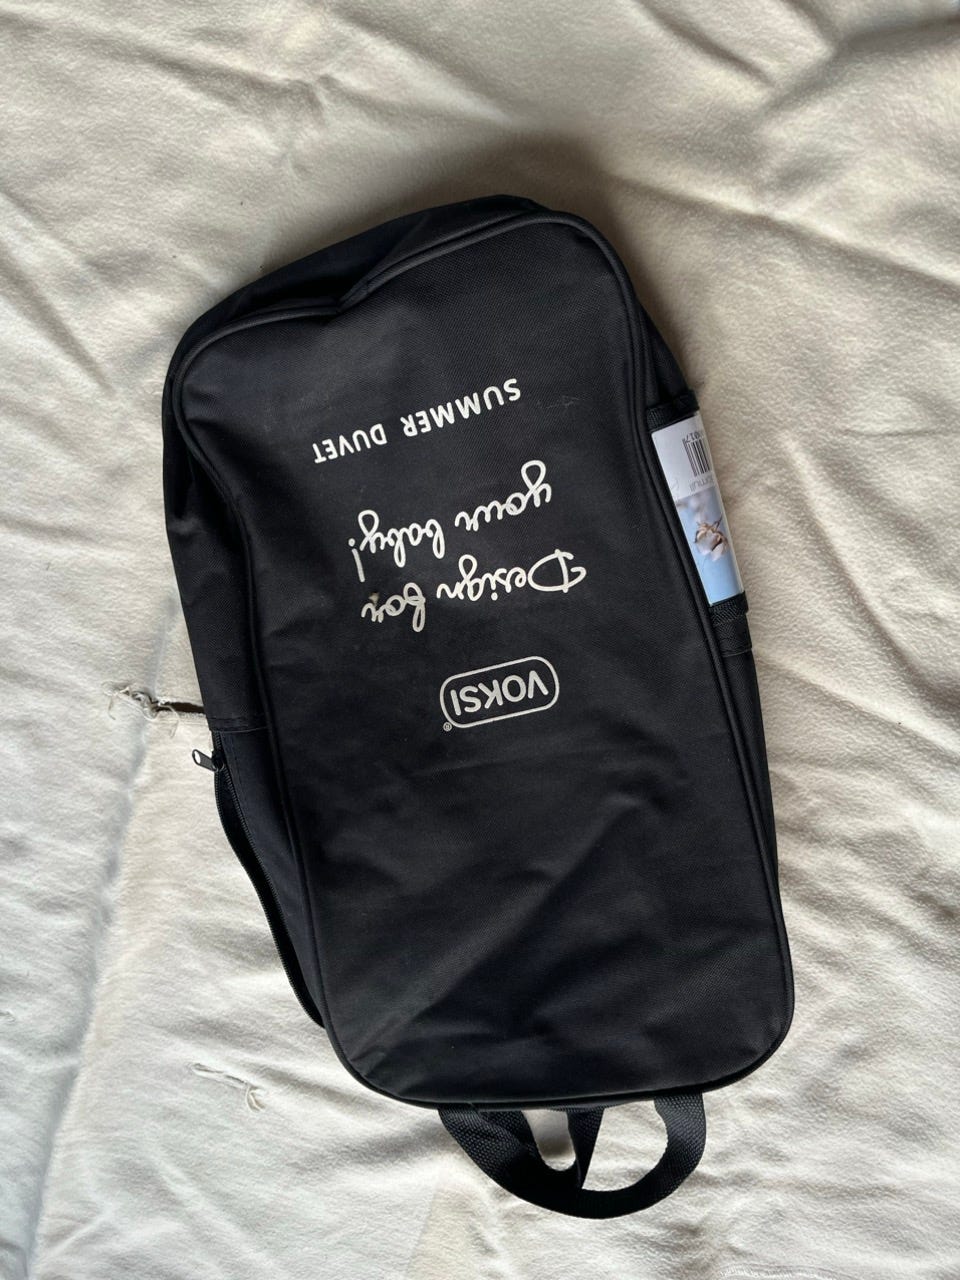 VOKSI®
Design for
your baby!
SUMMER DUVET